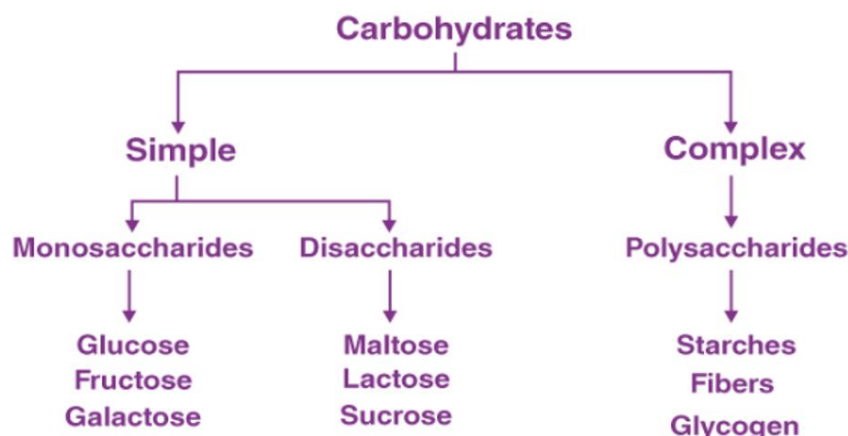 Carbohydrates
Simple
Complex
Monosaccharides
Disaccharides
Polysaccharides
Glucose
Fructose
Galactose
Maltose
Lactose
Sucrose
Starches
Fibers
Glycogen